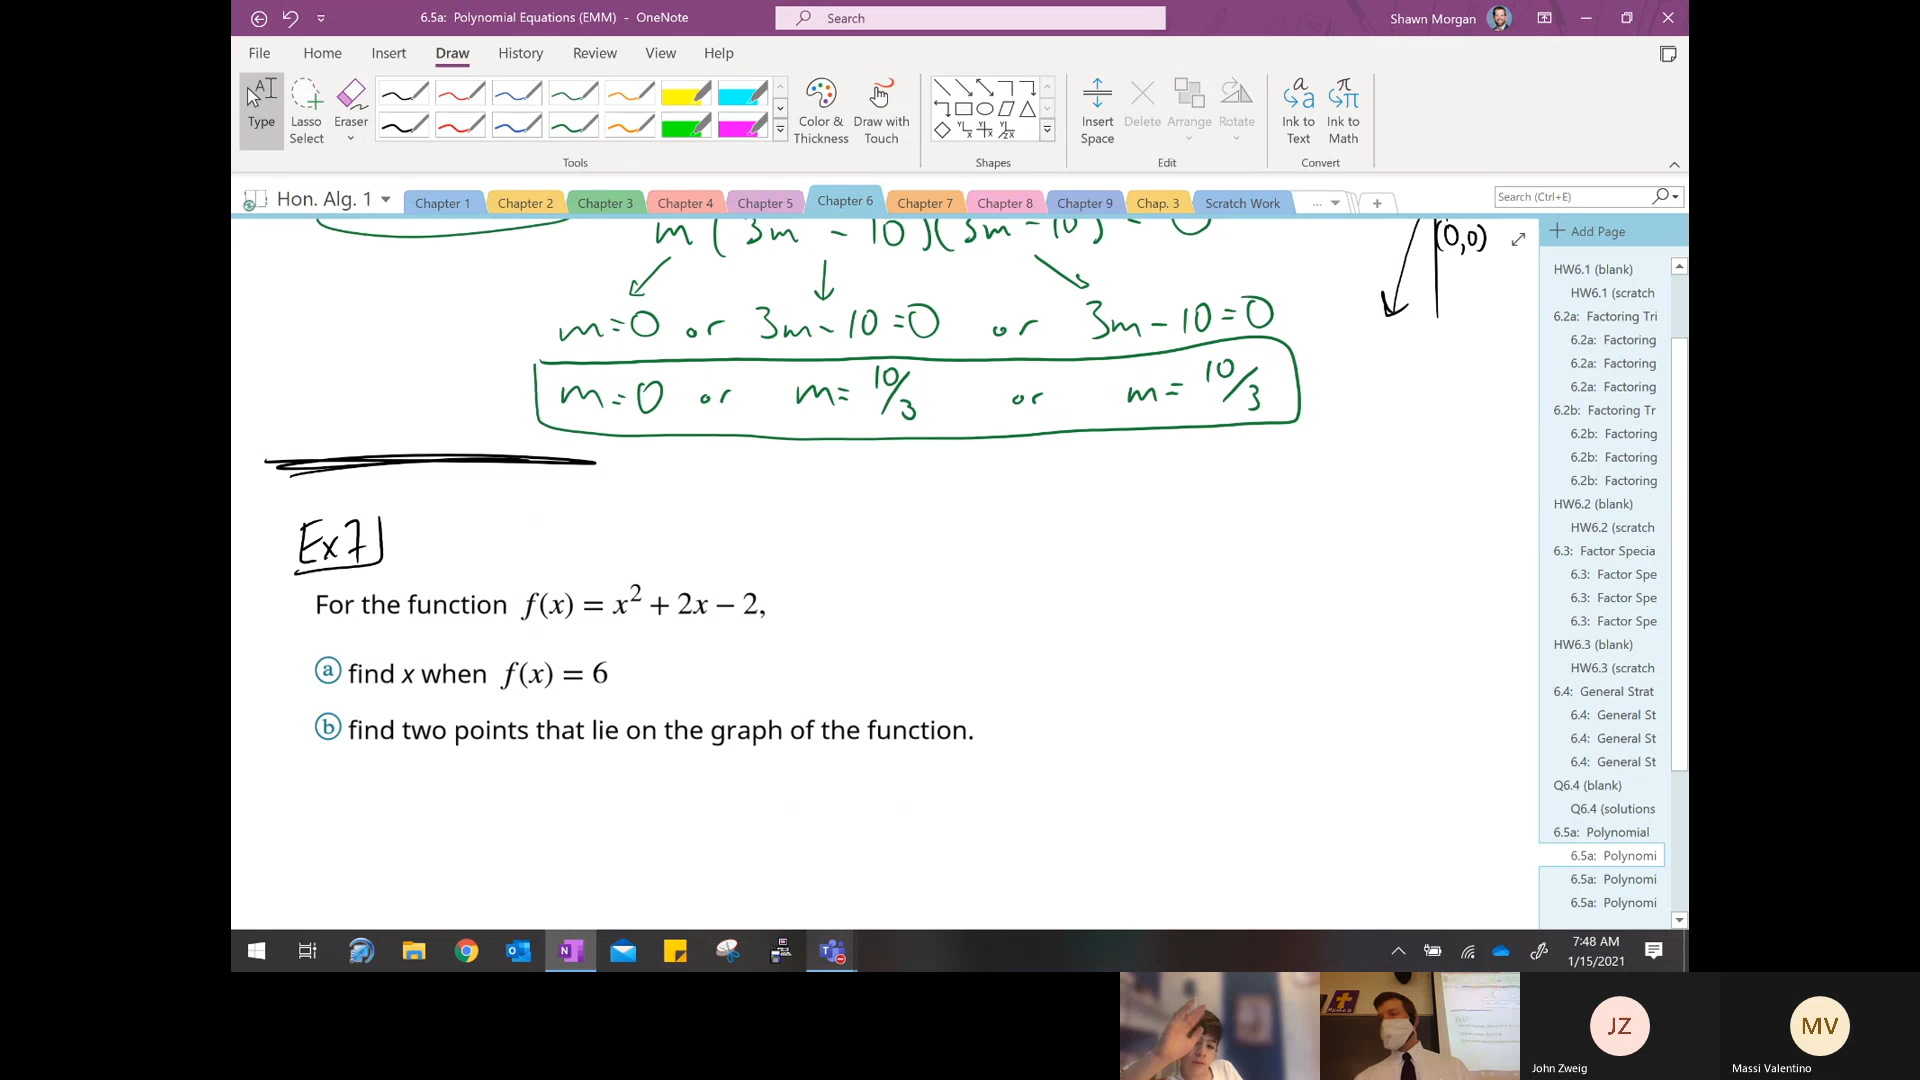 6.5a: Polynomial Equations (EMM) - OneNote
Search
Shawn Morgan
File Home Insert Draw History Review View Help
Type
Lasso Select
Eraser
Color & Thickness
Draw with Touch
Insert Space
Delete
Arrange
Rotate
Ink to Text
Ink to Math
Tools
Shapes
Edit
Convert
Hon. Alg. 1
Chapter 1 Chapter 2 Chapter 3 Chapter 4 Chapter 5 Chapter 6 Chapter 7 Chapter 8 Chapter 9 Chap. 3 Scratch Work ...
Search (Ctrl+E)
m(3m - 10)(3m - 10) = 0
(0,0)
m=0 or 3m-10=0 or 3m-10=0
m=0 or m=10/3 or m=10/3
Ex7
For the function f(x) = x² + 2x − 2,
ⓐ find x when f(x) = 6
ⓑ find two points that lie on the graph of the function.
Add Page
HW6.1 (blank)
HW6.1 (scratch
6.2a: Factoring Tri
6.2a: Factoring
6.2a: Factoring
6.2a: Factoring
6.2b: Factoring Tr
6.2b: Factoring
6.2b: Factoring
6.2b: Factoring
HW6.2 (blank)
HW6.2 (scratch
6.3: Factor Specia
6.3: Factor Spe
6.3: Factor Spe
6.3: Factor Spe
HW6.3 (blank)
HW6.3 (scratch
6.4: General Strat
6.4: General St
6.4: General St
6.4: General St
Q6.4 (blank)
Q6.4 (solutions
6.5a: Polynomial
6.5a: Polynomi
6.5a: Polynomi
6.5a: Polynomi
7:48 AM
1/15/2021
JZ
John Zweig
MV
Massi Valentino